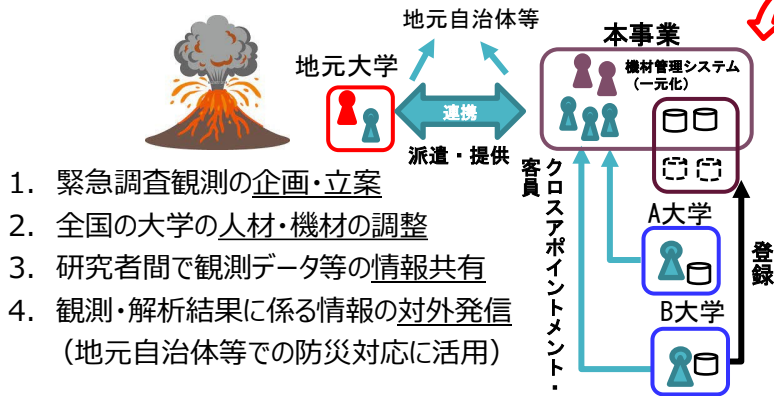 地元自治体等
本事業
地元大学
機材管理システム
（一元化）
連携
派遣・提供
クロスアポイントメント・
客員
A大学
登録
B大学
1. 緊急調査観測の企画・立案
2. 全国の大学の人材・機材の調整
3. 研究者間で観測データ等の情報共有
4. 観測・解析結果に係る情報の対外発信
（地元自治体等での防災対応に活用）